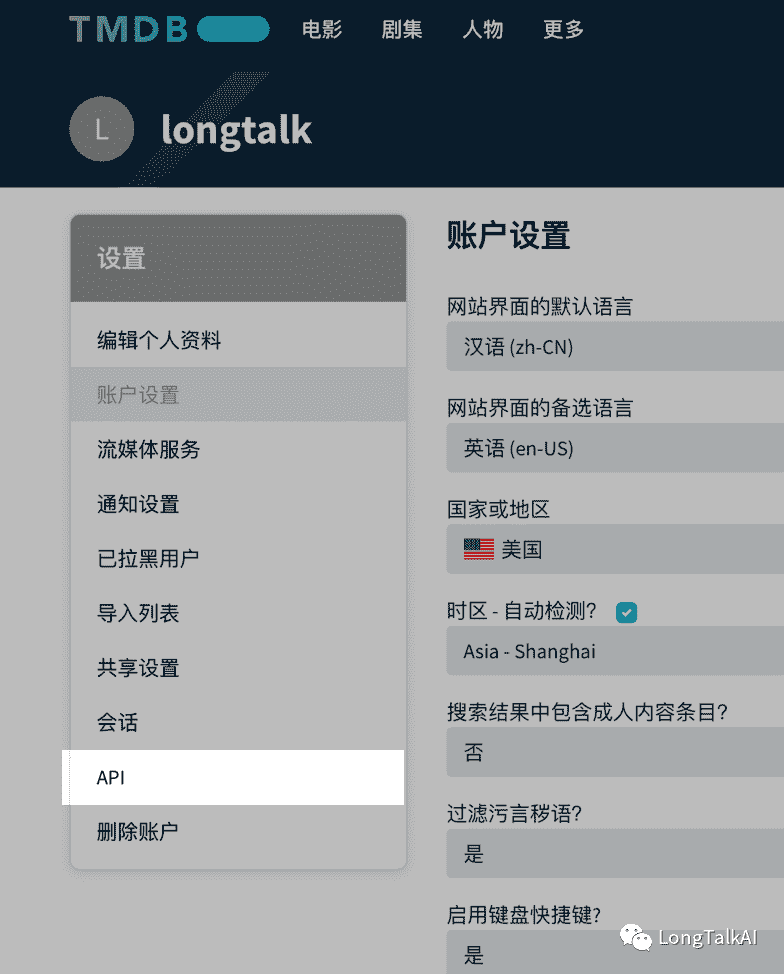 TMDB
电影 剧集 人物 更多
L
longtalk
设置
编辑个人资料
账户设置
流媒体服务
通知设置
已拉黑用户
导入列表
共享设置
会话
API
删除账户
账户设置
网站界面的默认语言
汉语 (zh-CN)
网站界面的备选语言
英语 (en-US)
国家或地区
美国
时区 - 自动检测?
Asia - Shanghai
搜索结果中包含成人内容条目?
否
过滤污言秽语?
是
启用键盘快捷键?
是
LongTalkAI